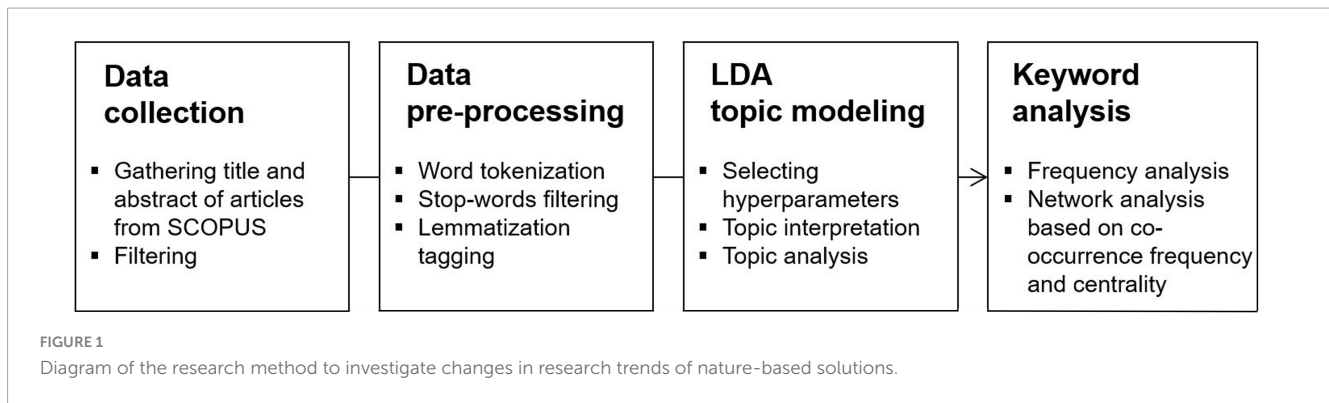 Data
collection
▪ Gathering title and
abstract of articles
from SCOPUS
▪ Filtering
Data
pre-processing
▪ Word tokenization
▪ Stop-words filtering
▪ Lemmatization
tagging
LDA
topic modeling
▪ Selecting
hyperparameters
▪ Topic interpretation
▪ Topic analysis
Keyword
analysis
▪ Frequency analysis
▪ Network analysis
based on co-
occurrence frequency
and centrality
FIGURE 1
Diagram of the research method to investigate changes in research trends of nature-based solutions.